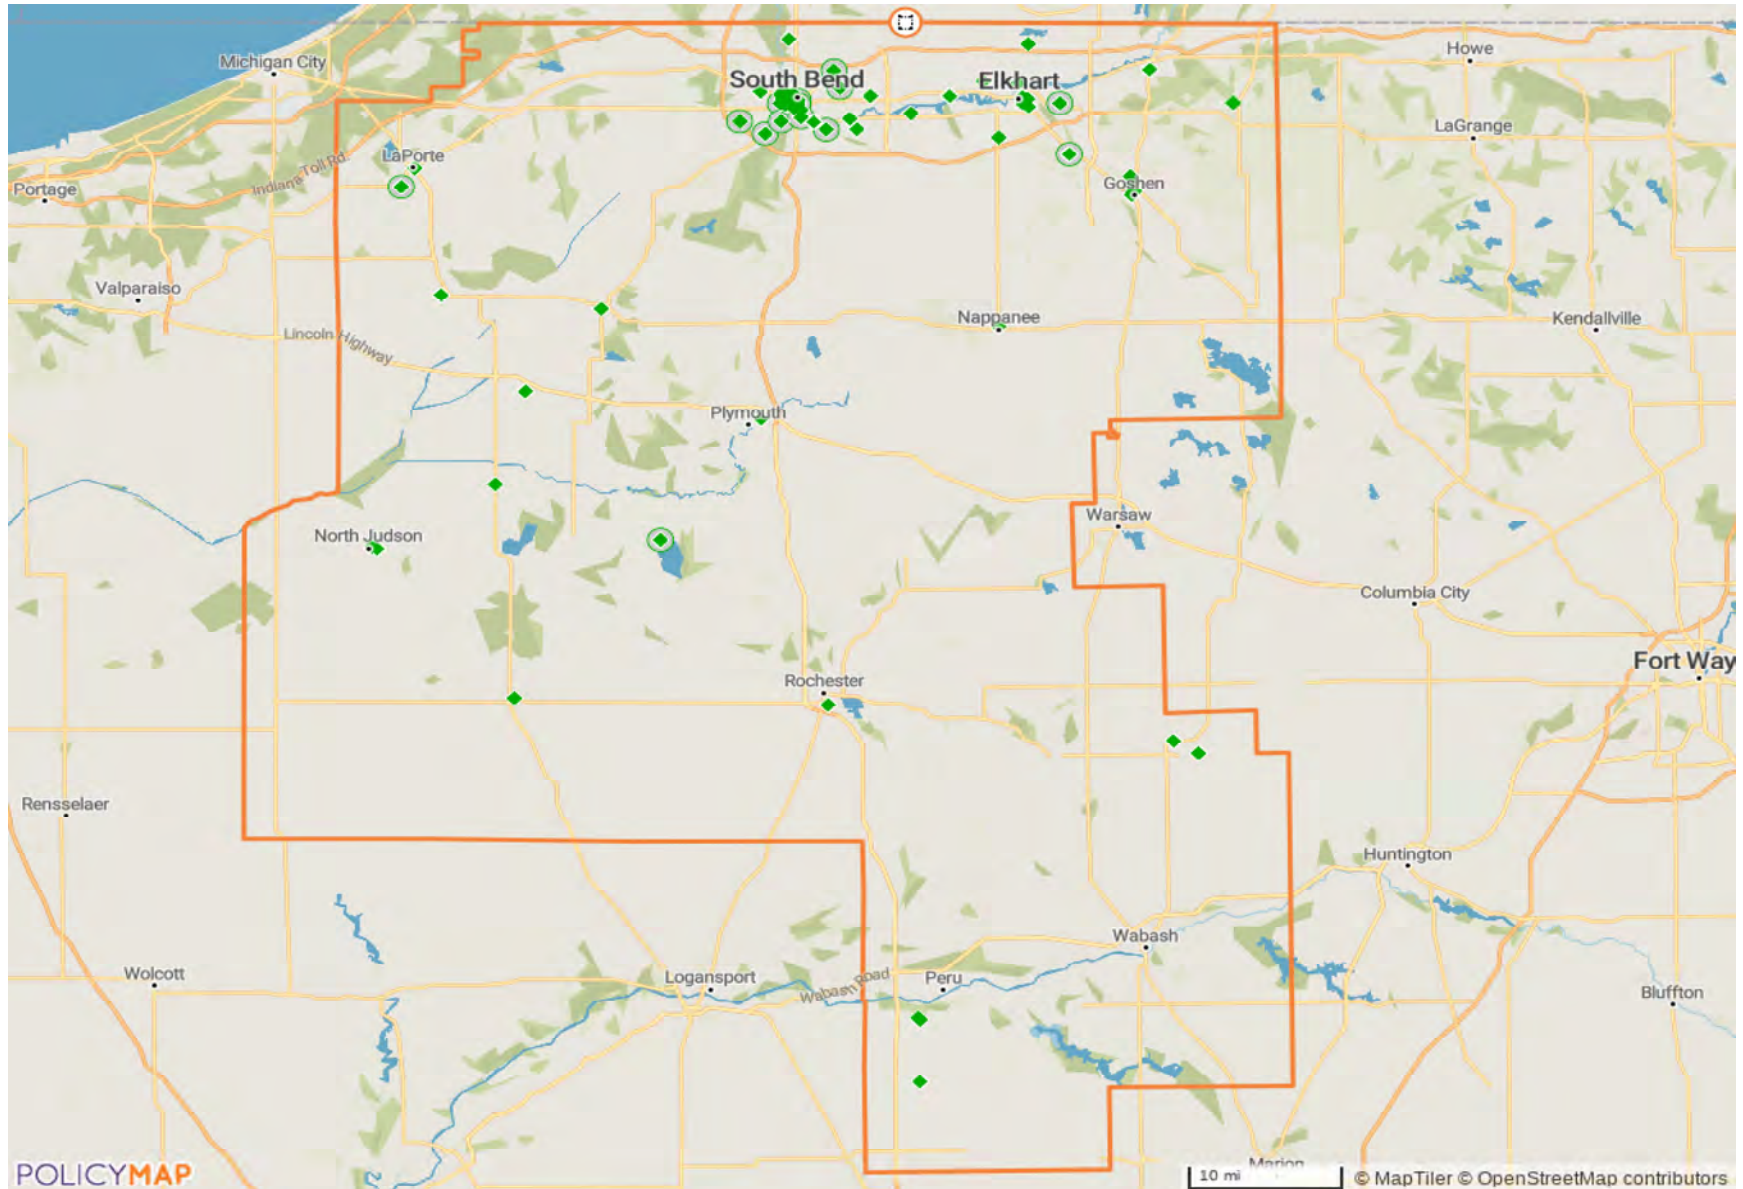 Michigan City
Howe
South Bend
Elkhart
LaGrange
LaPorte
Indiana Toll Rd.
Portage
Goshen
Valparaiso
Nappanee
Kendallville
Lincoln Highway
Plymouth
Warsaw
North Judson
Columbia City
Fort Way
Rochester
Rensselaer
Huntington
Wabash
Wolcott
Logansport
Wabash Road
Peru
Bluffton
Marion
POLICYMAP
10 mi
© MapTiler © OpenStreetMap contributors